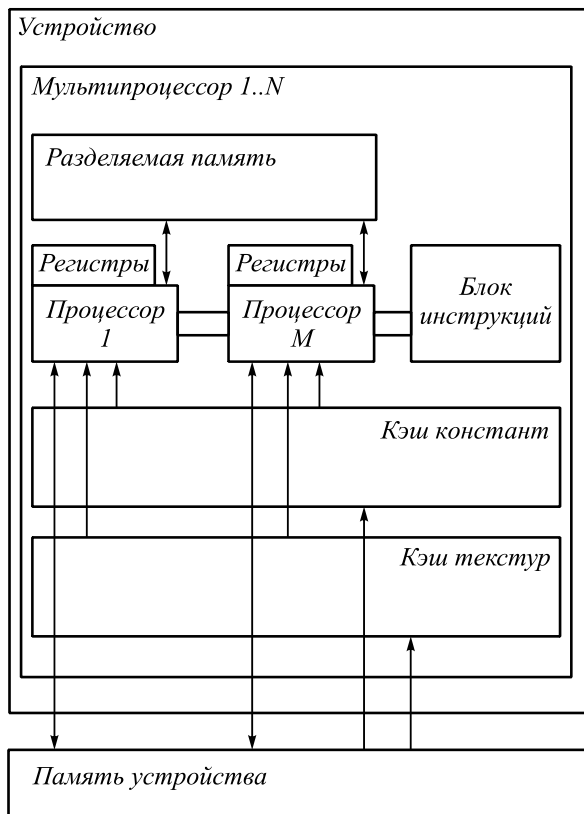 Устройство
Мультипроцессор 1..N
Разделяемая память
Регистры
Регистры
Процессор
1
Процессор
M
Блок
инструкций
Кэш констант
Кэш текстур
Память устройства